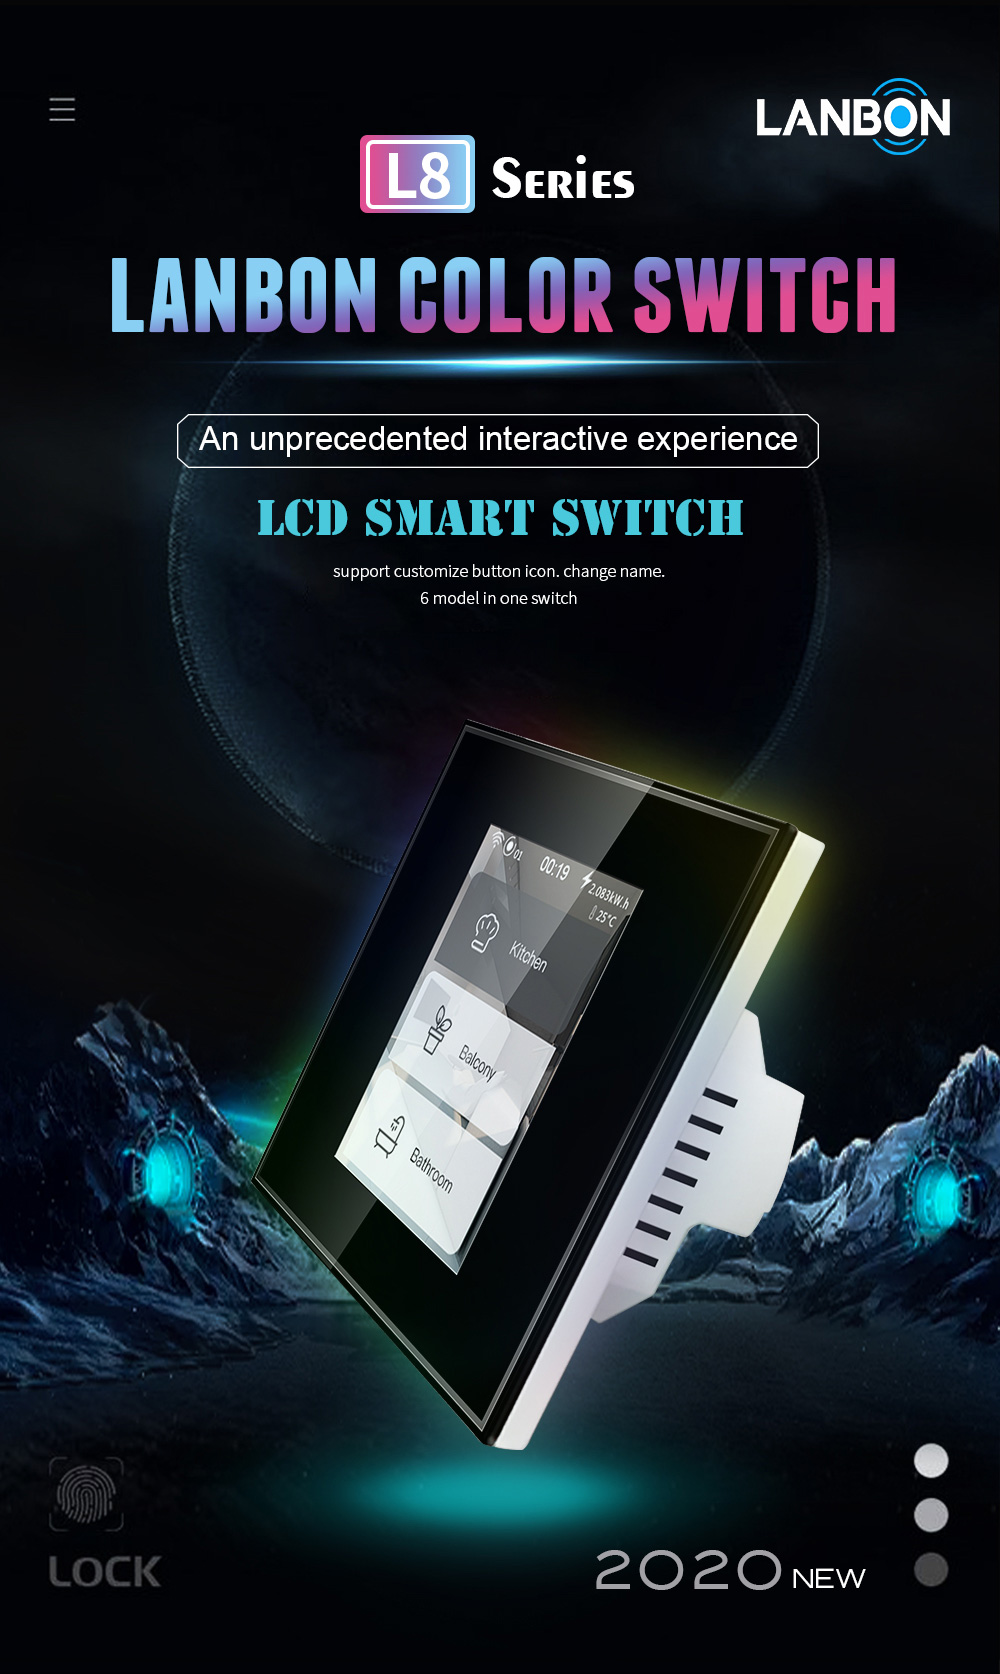 LANBON
L8 SERiES
LANBON COLOR SWITCH
An unprecedented interactive experience
LCD SMART SWITCH
support customize button icon. change name.
6 model in one switch
01 00:19 2.083kW.h
25°C
Kitchen
Balcony
Bathroom
LOCK
2020 NEW